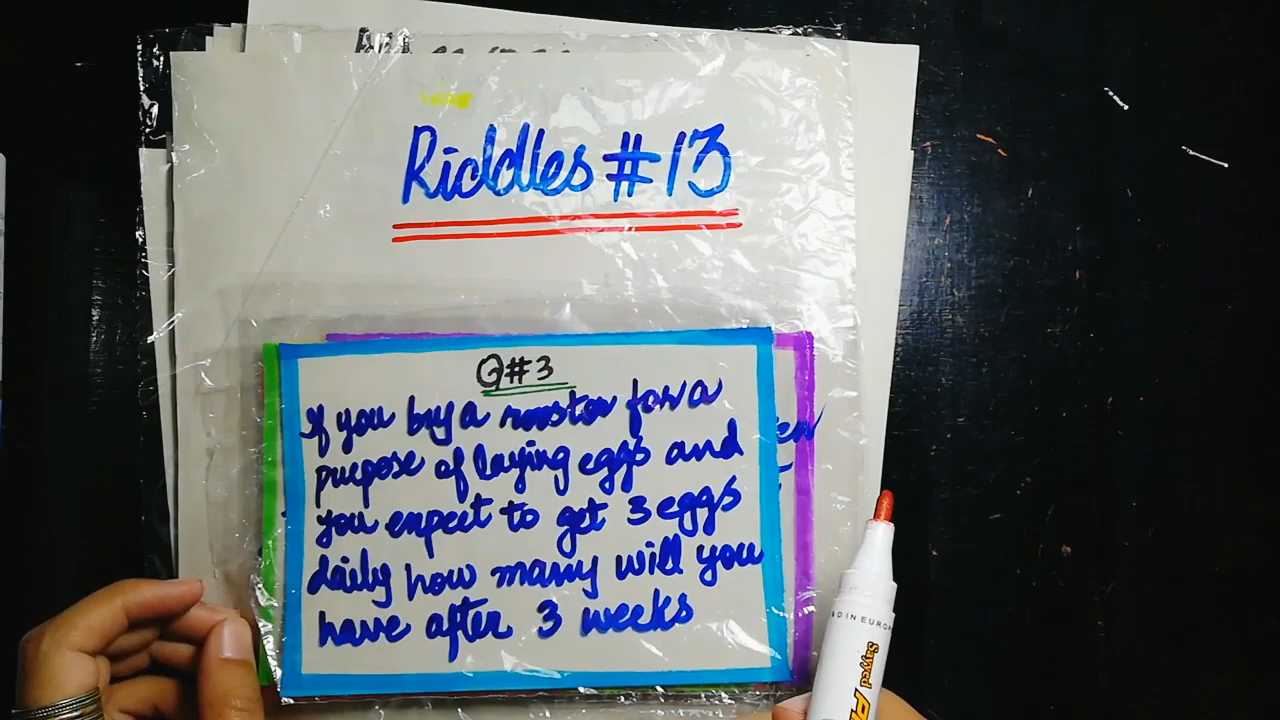 Riddles #13
Q#3
If you buy a rooster for a
purpose of laying eggs and
you expect to get 3 eggs
daily how many will you
have after 3 weeks